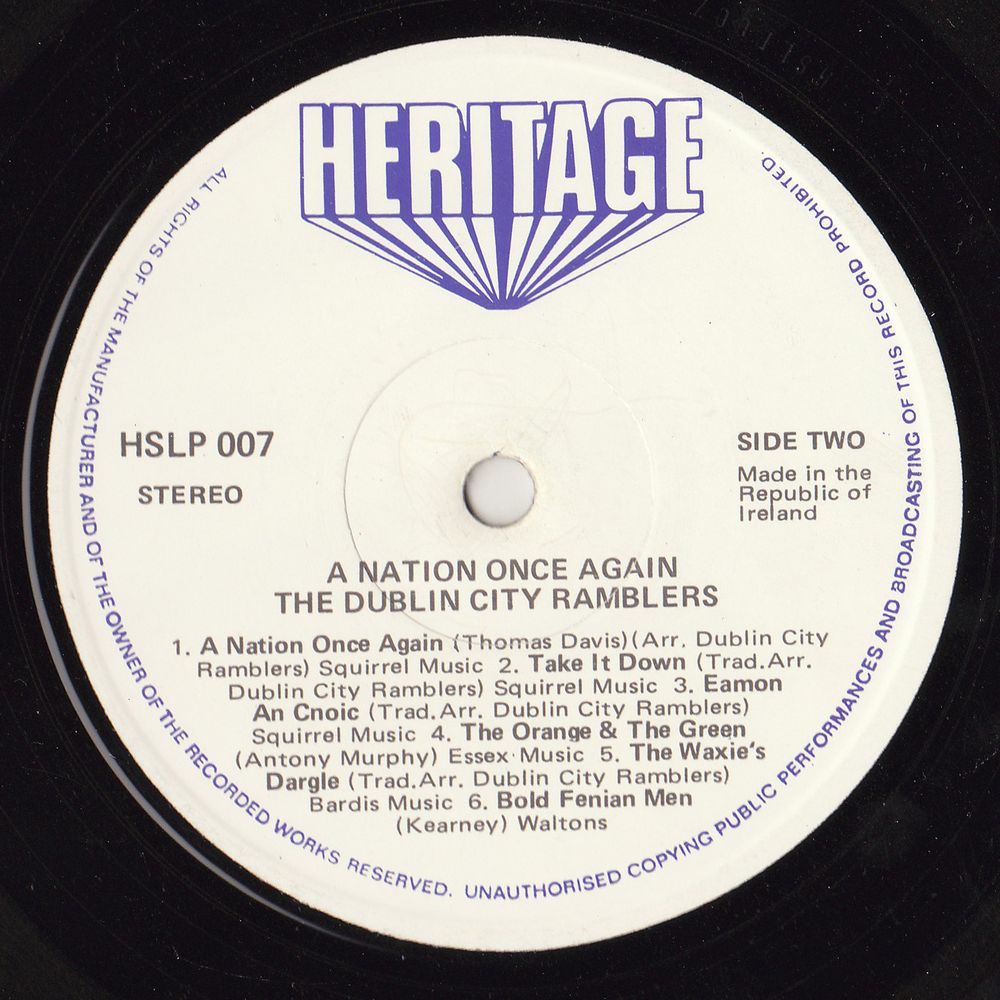 HERITAGE
ALL RIGHTS OF THE MANUFACTURER AND OF THE OWNER OF THE RECORDED WORKS RESERVED. UNAUTHORISED COPYING PUBLIC PERFORMANCES AND BROADCASTING OF THIS RECORD PROHIBITED.
HSLP 007
STEREO
SIDE TWO
Made in the
Republic of
Ireland
A NATION ONCE AGAIN
THE DUBLIN CITY RAMBLERS
1. A Nation Once Again (Thomas Davis)(Arr. Dublin City
Ramblers) Squirrel Music 2. Take It Down (Trad.Arr.
Dublin City Ramblers) Squirrel Music 3. Eamon
An Cnoic (Trad.Arr. Dublin City Ramblers)
Squirrel Music 4. The Orange & The Green
(Antony Murphy) Essex Music 5. The Waxie's
Dargle (Trad.Arr. Dublin City Ramblers)
Bardis Music 6. Bold Fenian Men
(Kearney) Waltons